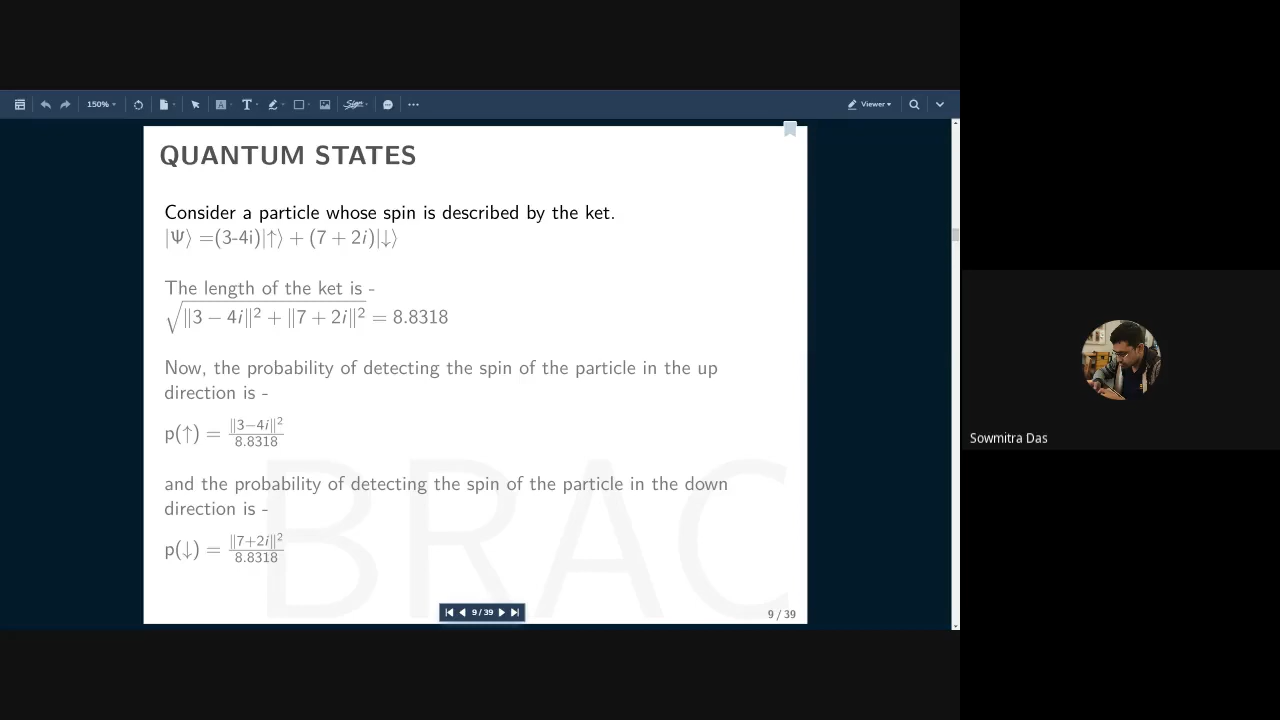 150%
T
Sign
Viewer
QUANTUM STATES
Consider a particle whose spin is described by the ket.
|Ψ⟩ =(3-4i)|↑⟩ + (7 + 2i)|↓⟩
The length of the ket is -
√‖3 − 4i‖² + ‖7 + 2i‖² = 8.8318
Now, the probability of detecting the spin of the particle in the up
direction is -
p(↑) = ‖3−4i‖² / 8.8318
and the probability of detecting the spin of the particle in the down
direction is -
p(↓) = ‖7+2i‖² / 8.8318
BRAC
9 / 39
9 / 39
Sowmitra Das